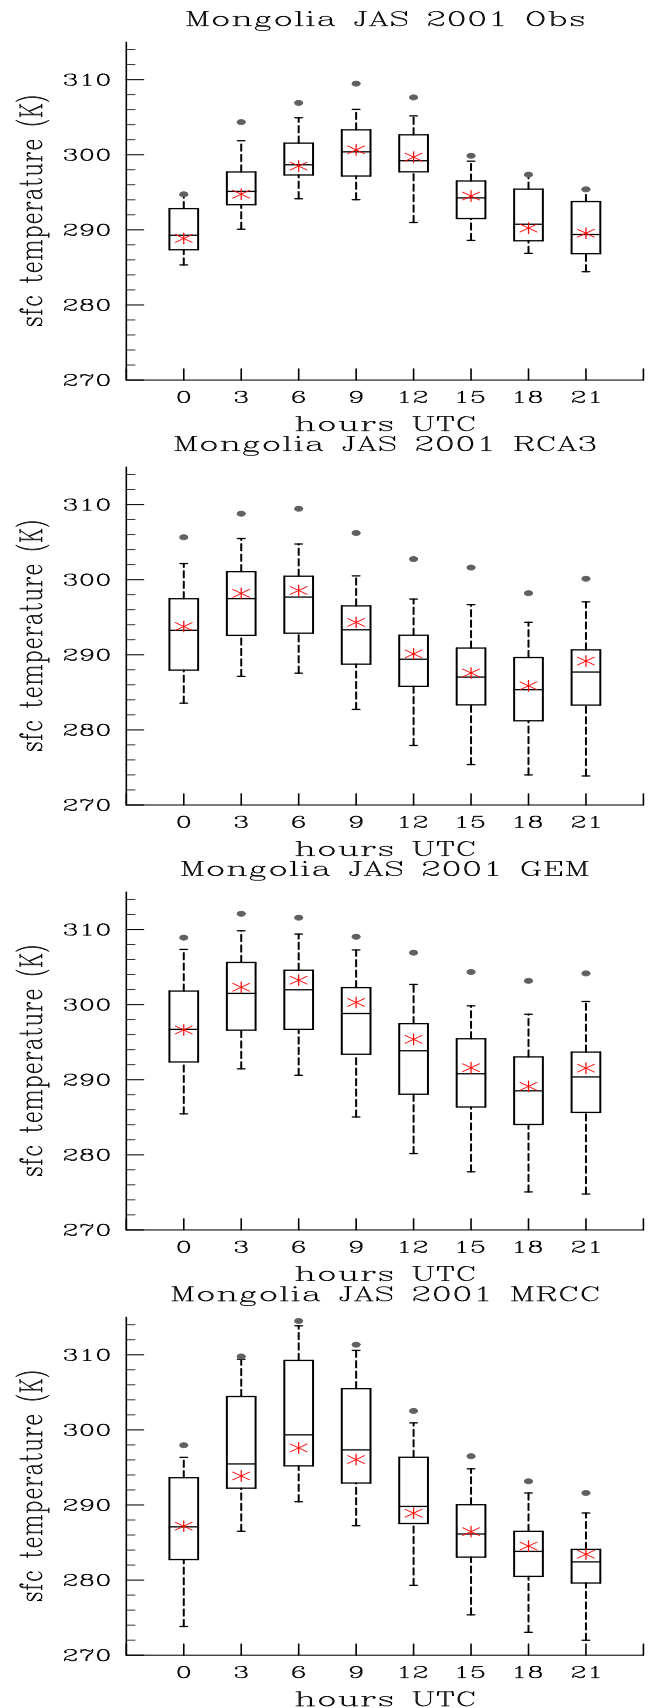 Mongolia JAS 2001 Obs
sfc temperature (K)
310
300
290
280
270
0 3 6 9 12 15 18 21
hours UTC
Mongolia JAS 2001 RCA3
sfc temperature (K)
310
300
290
280
270
0 3 6 9 12 15 18 21
hours UTC
Mongolia JAS 2001 GEM
sfc temperature (K)
310
300
290
280
270
0 3 6 9 12 15 18 21
hours UTC
Mongolia JAS 2001 MRCC
sfc temperature (K)
310
300
290
280
270
0 3 6 9 12 15 18 21
hours UTC